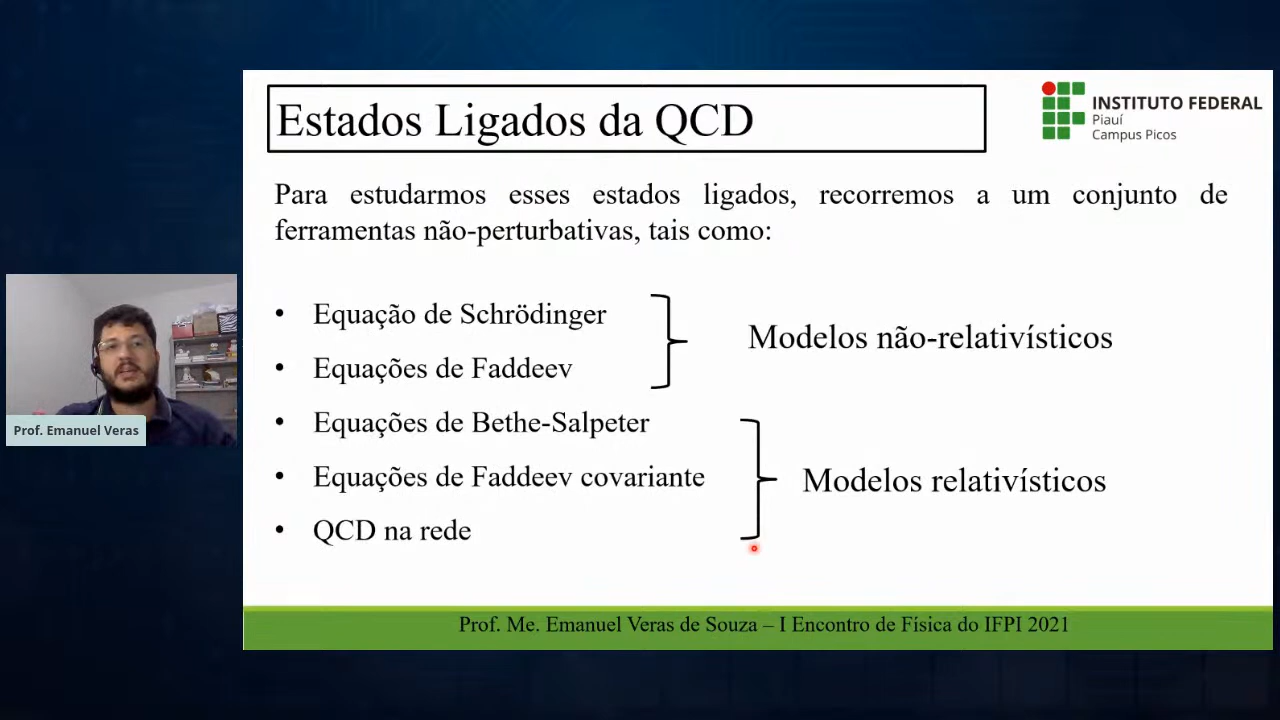 Estados Ligados da QCD
INSTITUTO FEDERAL
Piauí
Campus Picos
Para estudarmos esses estados ligados, recorremos a um conjunto de
ferramentas não-perturbativas, tais como:
• Equação de Schrödinger
• Equações de Faddeev
Modelos não-relativísticos
• Equações de Bethe-Salpeter
• Equações de Faddeev covariante
• QCD na rede
Modelos relativísticos
Prof. Emanuel Veras
Prof. Me. Emanuel Veras de Souza – I Encontro de Física do IFPI 2021